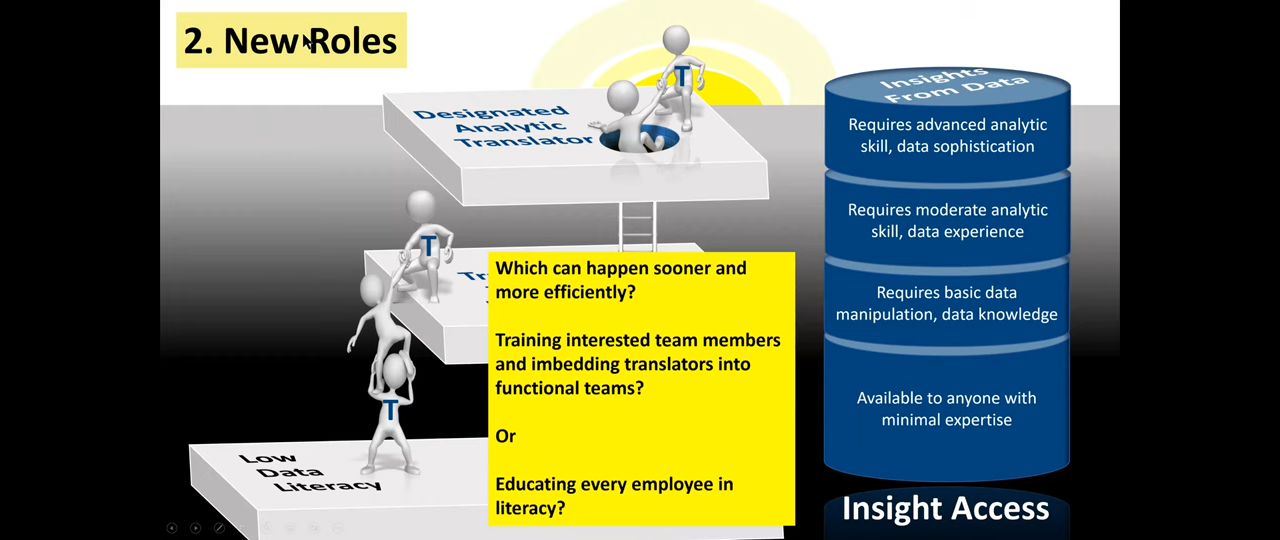 2. New Roles
Designated
Analytic
Translator
T
T
T
Low
Data
Literacy
Which can happen sooner and
more efficiently?
Training interested team members
and imbedding translators into
functional teams?
Or
Educating every employee in
literacy?
Insights
From Data
Requires advanced analytic
skill, data sophistication
Requires moderate analytic
skill, data experience
Requires basic data
manipulation, data knowledge
Available to anyone with
minimal expertise
Insight Access